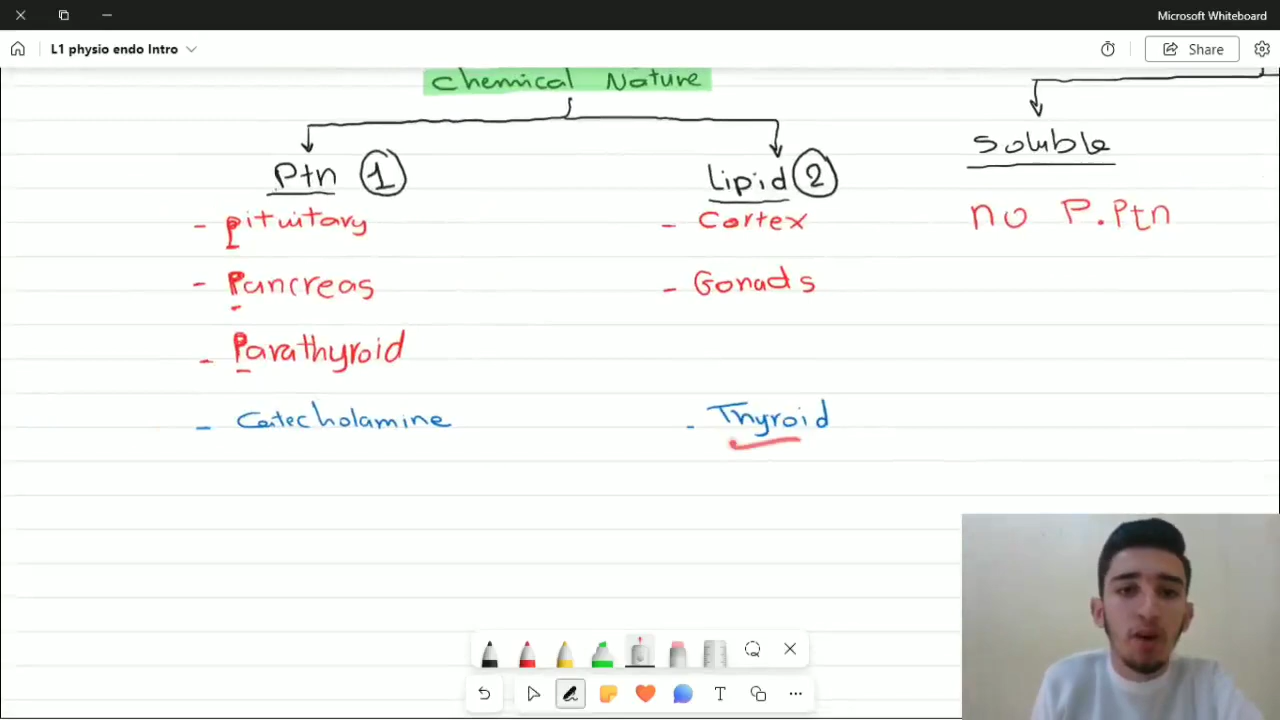 Microsoft Whiteboard
L1 physio endo Intro
Share
Chemical Nature
Ptn 1
- Pituitary
- Pancreas
- Parathyroid
- Catecholamine
Lipid 2
- Cortex
- Gonads
- Thyroid
Soluble
no P.Ptn